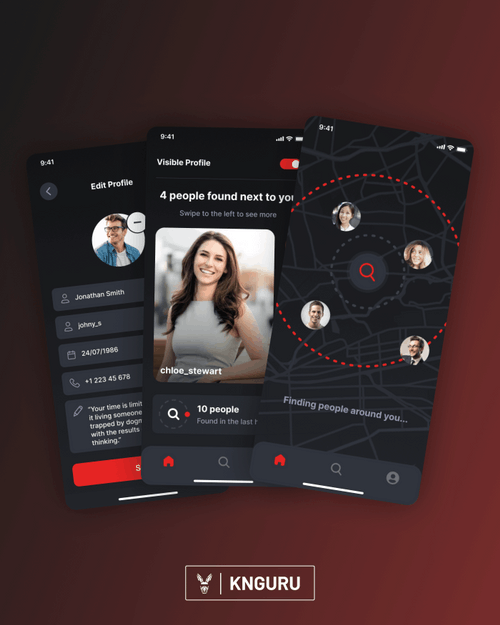 9:41
Edit Profile
Jonathan Smith
johny_s
24/07/1986
+1 223 45 678
"Your time is limit
it living someone
trapped by dogm
with the results
thinking."
S
9:41
Visible Profile
4 people found next to you
Swipe to the left to see more
chloe_stewart
10 people
Found in the last h
9:41
Finding people around you...
KNGURU